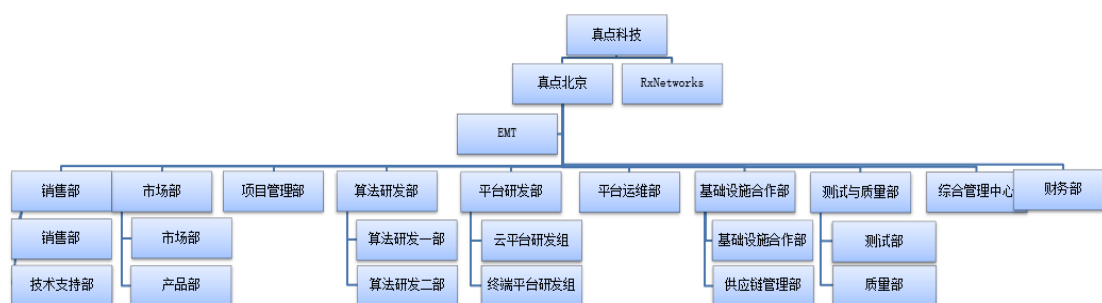 真点科技
真点北京
RxNetworks
EMT
销售部
市场部
项目管理部
算法研发部
平台研发部
平台运维部
基础设施合作部
测试与质量部
综合管理中心
财务部
销售部
市场部
算法研发一部
云平台研发组
基础设施合作部
测试部
技术支持部
产品部
算法研发二部
终端平台研发组
供应链管理部
质量部